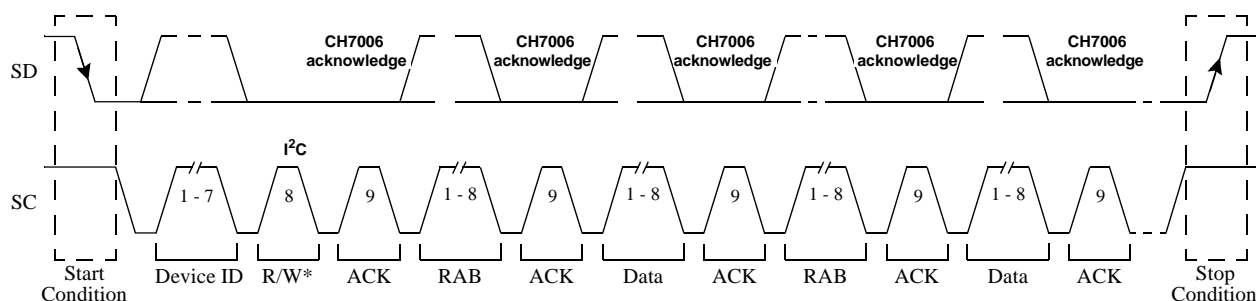 CH7006 CH7006 CH7006 CH7006 CH7006
acknowledge acknowledge acknowledge acknowledge acknowledge
SD
I²C
SC 1 - 7 8 9 1 - 8 9 1 - 8 9 1 - 8 9 1 - 8 9
Start Device ID R/W* ACK RAB ACK Data ACK RAB ACK Data ACK Stop
Condition Condition